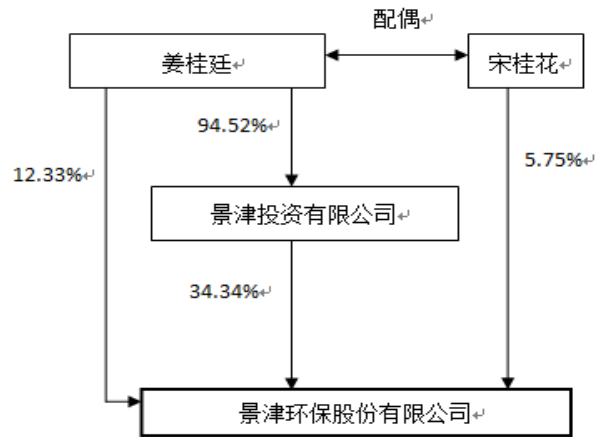 配偶
姜桂廷
宋桂花
94.52%
12.33%
5.75%
景津投资有限公司
34.34%
景津环保股份有限公司